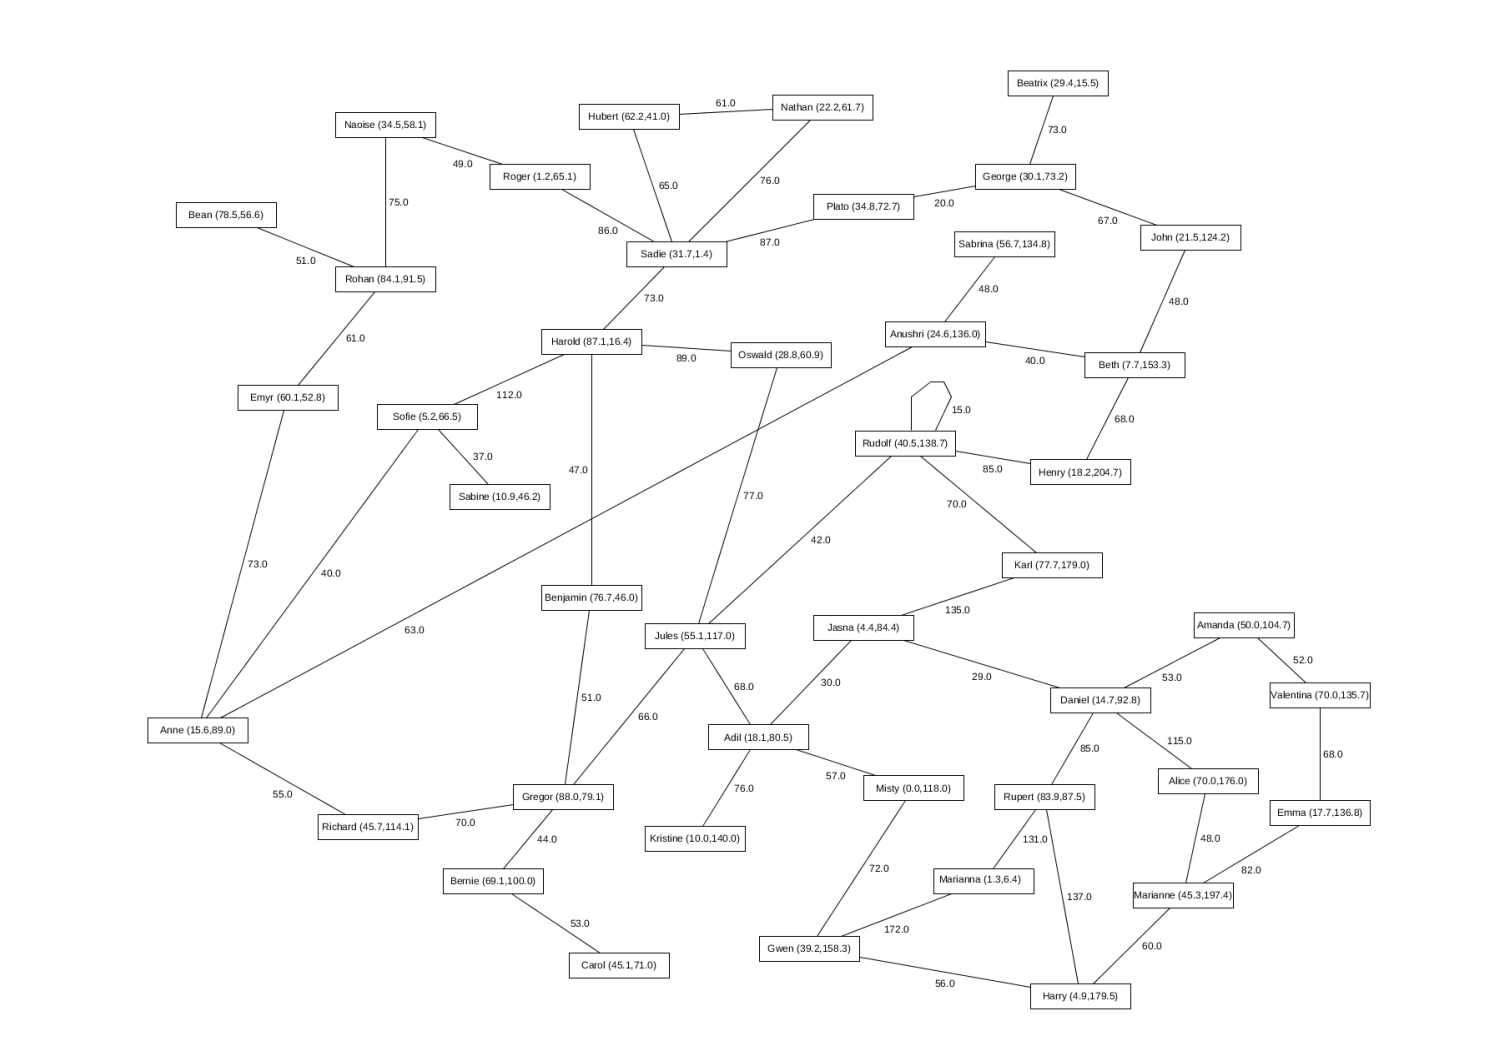 Beatrix (29.4,15.5)
Nathan (22.2,61.7)
61.0
Hubert (62.2,41.0)
Naoise (34.5,58.1)
73.0
49.0
Roger (1.2,65.1)
George (30.1,73.2)
76.0
65.0
75.0
20.0
Plato (34.8,72.7)
Bean (78.5,56.6)
67.0
86.0
87.0
John (21.5,124.2)
Sabrina (56.7,134.8)
Sadie (31.7,1.4)
51.0
Rohan (84.1,91.5)
48.0
73.0
48.0
61.0
Anushri (24.6,136.0)
Harold (87.1,16.4)
89.0
Oswald (28.8,60.9)
40.0
Beth (7.7,153.3)
Emyr (60.1,52.8)
112.0
15.0
Sofie (5.2,66.5)
68.0
Rudolf (40.5,138.7)
37.0
47.0
85.0
Henry (18.2,204.7)
Sabine (10.9,46.2)
77.0
70.0
42.0
73.0
40.0
Karl (77.7,179.0)
Benjamin (76.7,46.0)
135.0
63.0
Jules (55.1,117.0)
Jasna (4.4,84.4)
Amanda (50.0,104.7)
52.0
29.0
53.0
68.0
30.0
51.0
Valentina (70.0,135.7)
Daniel (14.7,92.8)
66.0
Anne (15.6,89.0)
Adil (18.1,80.5)
115.0
85.0
68.0
57.0
76.0
Alice (70.0,176.0)
Misty (0.0,118.0)
55.0
Gregor (88.0,79.1)
Rupert (83.9,87.5)
Emma (17.7,136.8)
Richard (45.7,114.1)
70.0
44.0
Kristine (10.0,140.0)
131.0
48.0
72.0
82.0
Bernie (69.1,100.0)
Marianna (1.3,6.4)
137.0
Marianne (45.3,197.4)
53.0
172.0
60.0
Gwen (39.2,158.3)
Carol (45.1,71.0)
56.0
Harry (4.9,179.5)